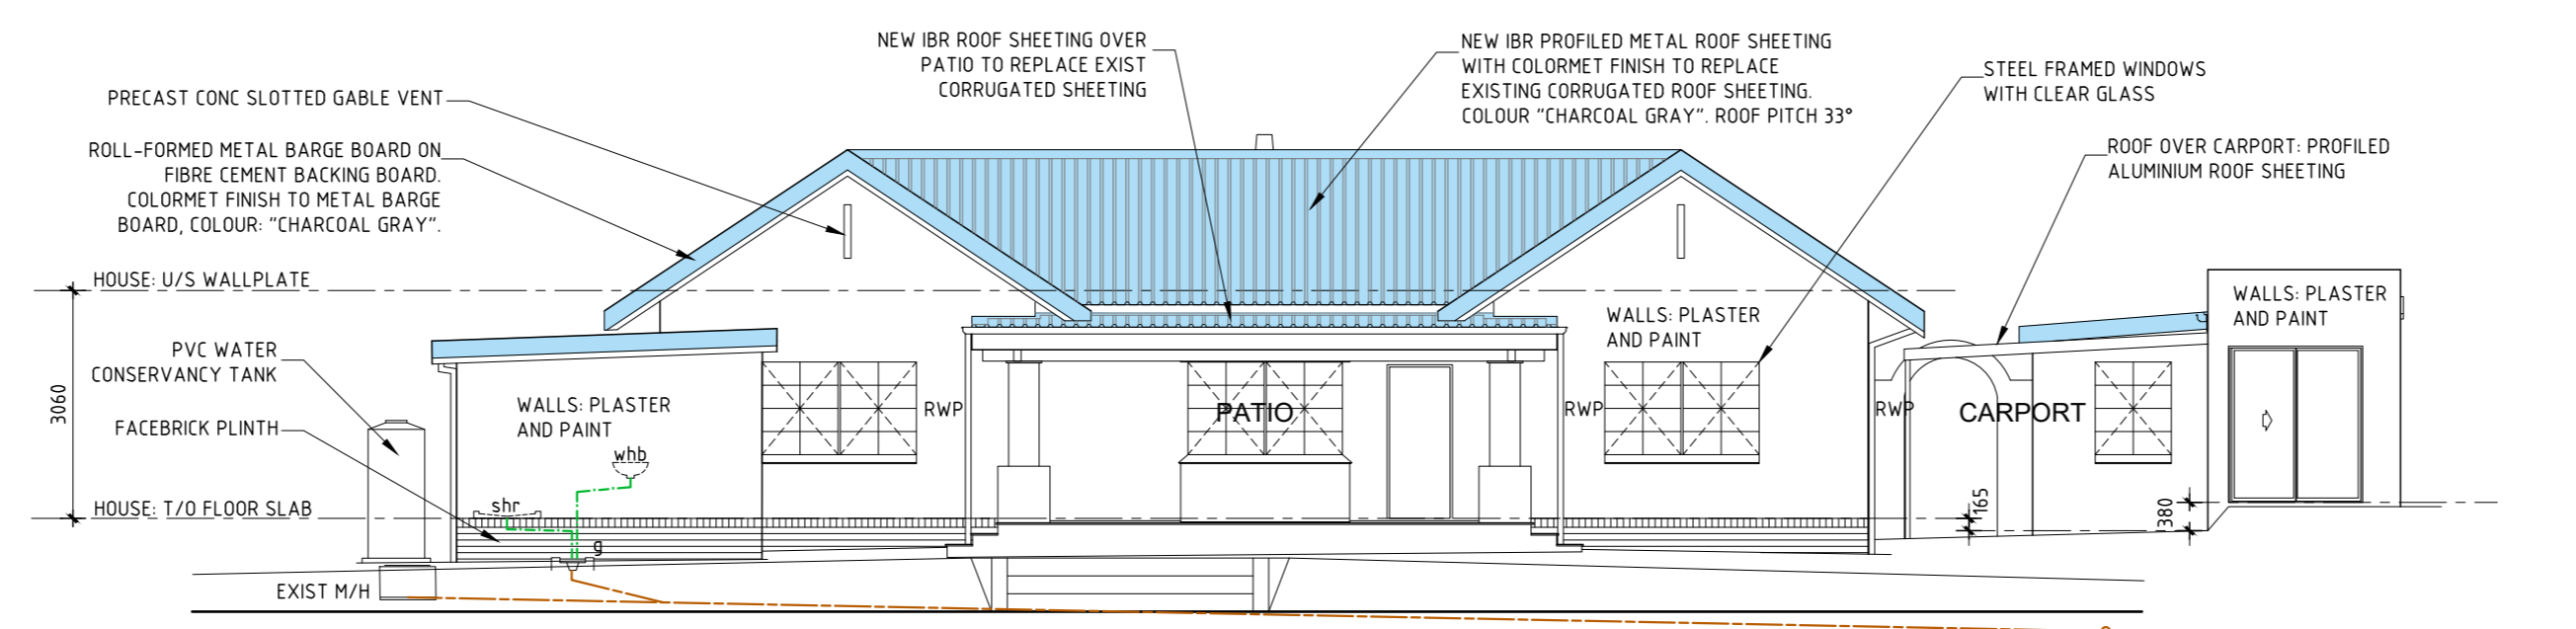 NEW IBR ROOF SHEETING OVER
PATIO TO REPLACE EXIST
CORRUGATED SHEETING
NEW IBR PROFILED METAL ROOF SHEETING
WITH COLORMET FINISH TO REPLACE
EXISTING CORRUGATED ROOF SHEETING.
COLOUR "CHARCOAL GRAY". ROOF PITCH 33°
STEEL FRAMED WINDOWS
WITH CLEAR GLASS
PRECAST CONC SLOTTED GABLE VENT
ROLL-FORMED METAL BARGE BOARD ON
FIBRE CEMENT BACKING BOARD.
COLORMET FINISH TO METAL BARGE
BOARD, COLOUR: "CHARCOAL GRAY".
ROOF OVER CARPORT: PROFILED
ALUMINIUM ROOF SHEETING
HOUSE: U/S WALLPLATE
WALLS: PLASTER
AND PAINT
WALLS: PLASTER
AND PAINT
PVC WATER
CONSERVANCY TANK
3060
FACEBRICK PLINTH
WALLS: PLASTER
AND PAINT
RWP
PATIO
RWP
RWP
CARPORT
whb
shr
HOUSE: T/O FLOOR SLAB
165
380
g
EXIST M/H